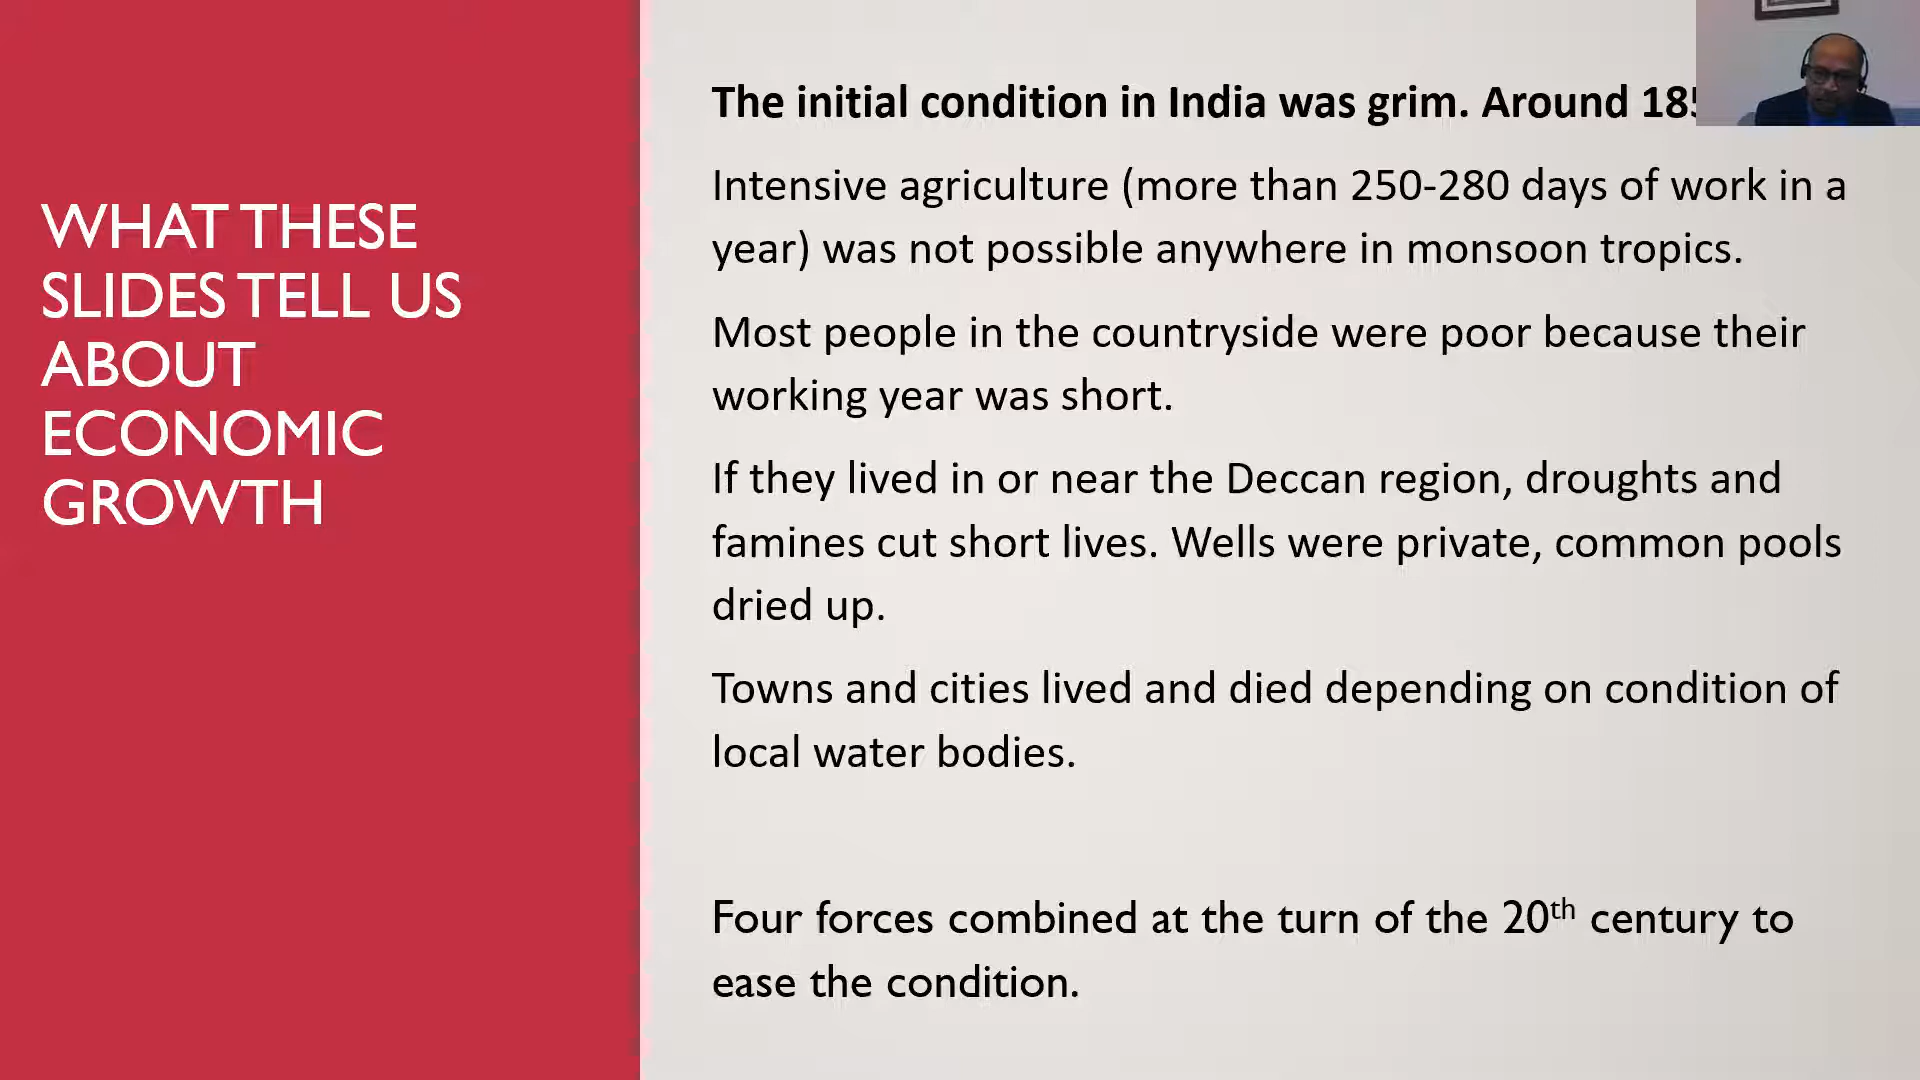 WHAT THESE
SLIDES TELL US
ABOUT
ECONOMIC
GROWTH
The initial condition in India was grim. Around
Intensive agriculture (more than 250-280 days of work in a
year) was not possible anywhere in monsoon tropics.
Most people in the countryside were poor because their
working year was short.
If they lived in or near the Deccan region, droughts and
famines cut short lives. Wells were private, common pools
dried up.
Towns and cities lived and died depending on condition of
local water bodies.
Four forces combined at the turn of the 20th century to
ease the condition.